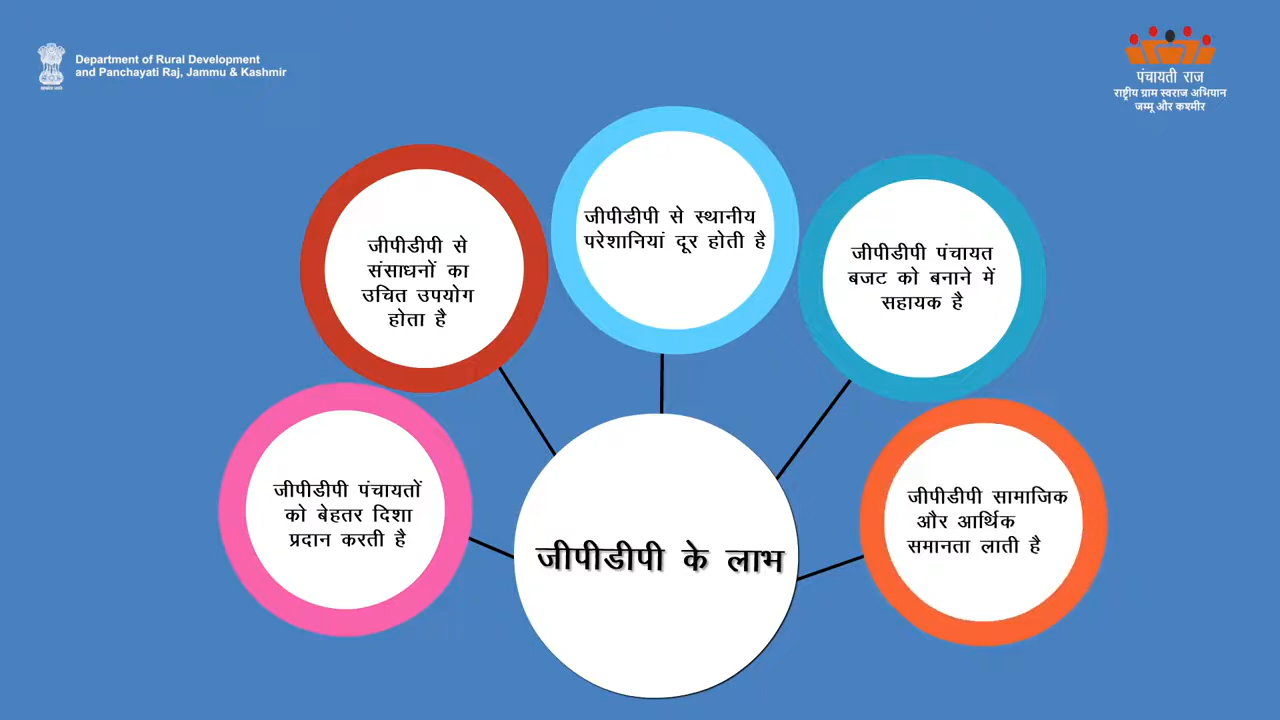 Department of Rural Development
and Panchayati Raj, Jammu & Kashmir
पंचायती राज
राष्ट्रीय ग्राम स्वराज अभियान
जम्मू और कश्मीर
जीपीडीपी पंचायतों
को बेहतर दिशा
प्रदान करती है
जीपीडीपी से
संसाधनों का
उचित उपयोग
होता है
जीपीडीपी से स्थानीय
परेशानियां दूर होती है
जीपीडीपी पंचायत
बजट को बनाने में
सहायक है
जीपीडीपी सामाजिक
और आर्थिक
समानता लाती है
जीपीडीपी के लाभ